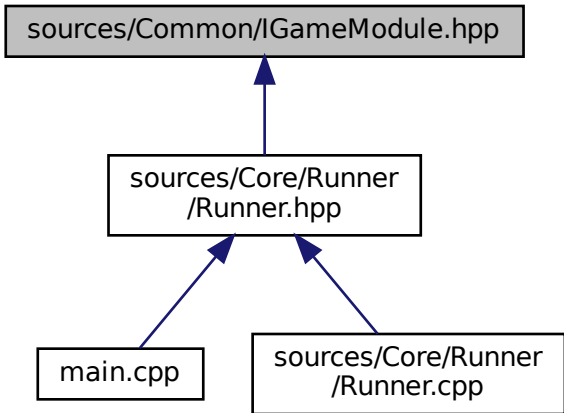 sources/Common/IGameModule.hpp
sources/Core/Runner
/Runner.hpp
main.cpp
sources/Core/Runner
/Runner.cpp